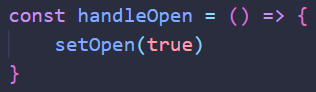 const handleOpen = () => {
    setOpen(true)
}